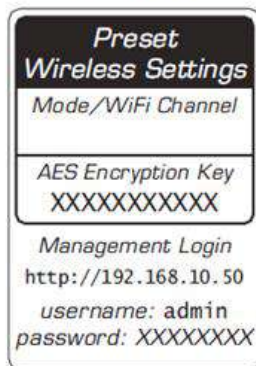 Preset
Wireless Settings
Mode/WiFi Channel
AES Encryption Key
XXXXXXXXXXX
Management Login
http://192.168.10.50
username: admin
password: XXXXXXXX